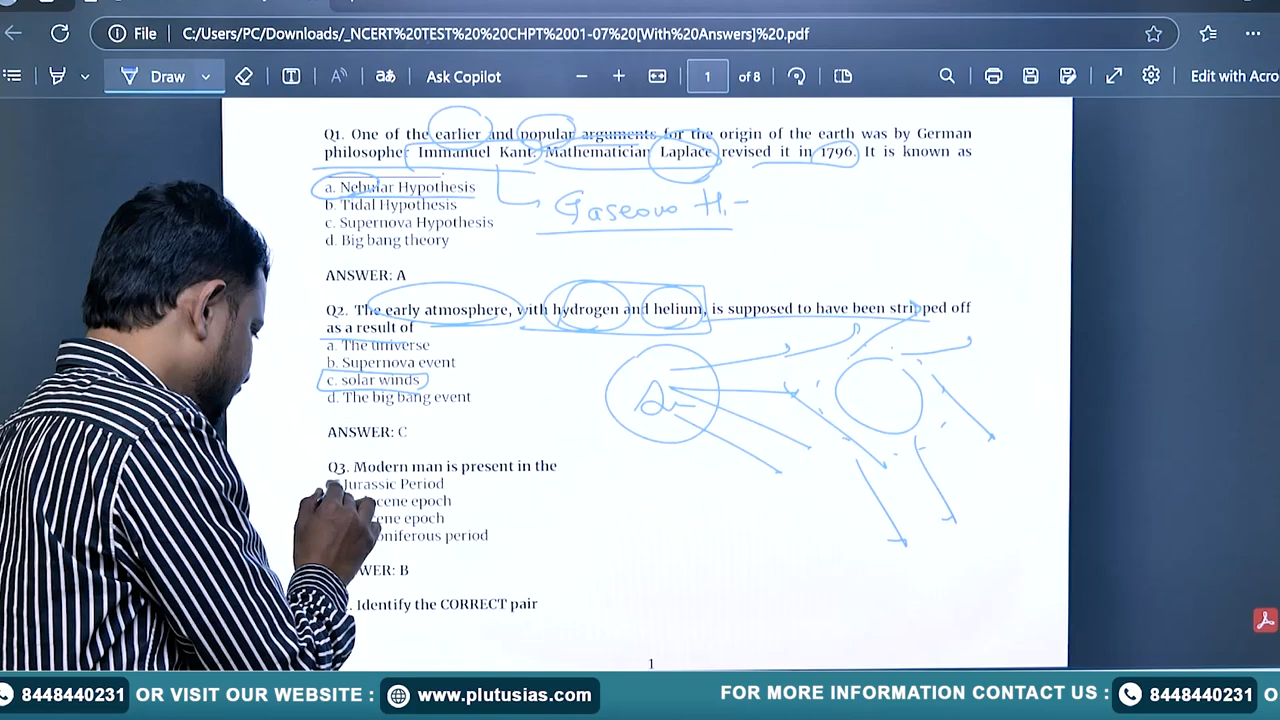 File C:/Users/PC/Downloads/_NCERT%20TEST%20%20CHPT%2001-07%20[With%20Answers]%20.pdf
Draw Ask Copilot 1 of 8 Edit with Acro
Q1. One of the earlier and popular arguments for the origin of the earth was by German
philosopher Immanuel Kant. Mathematician Laplace revised it in 1796. It is known as
a. Nebular Hypothesis
b. Tidal Hypothesis
Gaseous H.-
c. Supernova Hypothesis
d. Big bang theory
ANSWER: A
Q2. The early atmosphere, with hydrogen and helium, is supposed to have been stripped off
as a result of
a. The universe
b. Supernova event
c. solar winds
d. The big bang event
ANSWER: C
Q3. Modern man is present in the
Jurassic Period
cene epoch
ene epoch
oniferous period
WER: B
. Identify the CORRECT pair
1
8448440231 OR VISIT OUR WEBSITE : www.plutusias.com FOR MORE INFORMATION CONTACT US : 8448440231 O